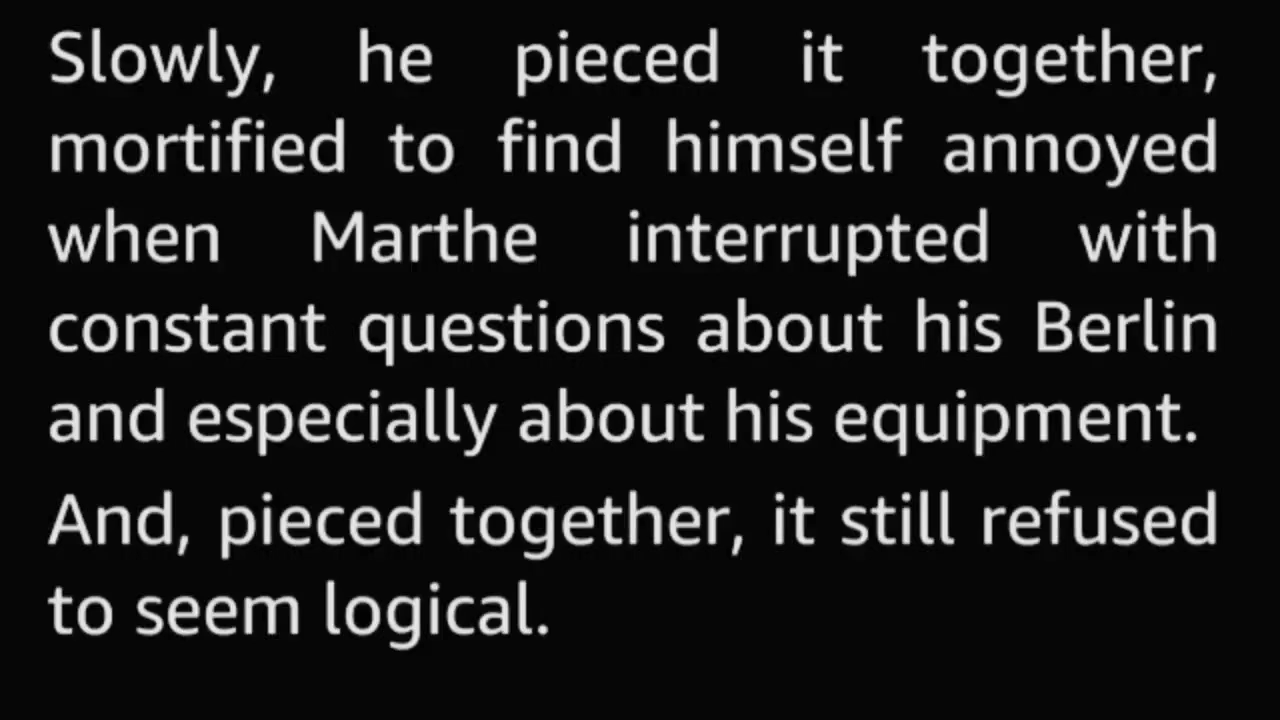 Slowly, he pieced it together,
mortified to find himself annoyed
when Marthe interrupted with
constant questions about his Berlin
and especially about his equipment.
And, pieced together, it still refused
to seem logical.